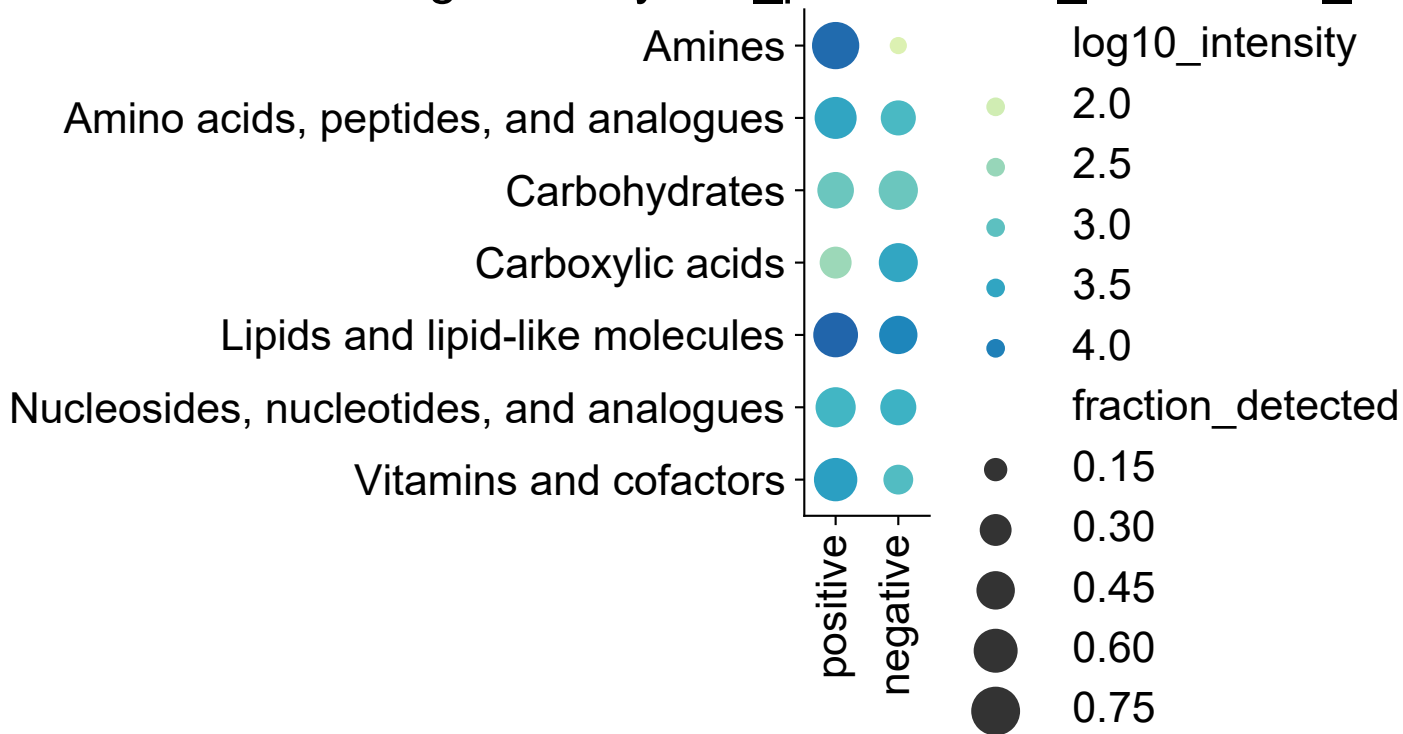 Amines
Amino acids, peptides, and analogues
Carbohydrates
Carboxylic acids
Lipids and lipid-like molecules
Nucleosides, nucleotides, and analogues
Vitamins and cofactors
positive
negative
log10_intensity
2.0
2.5
3.0
3.5
4.0
fraction_detected
0.15
0.30
0.45
0.60
0.75